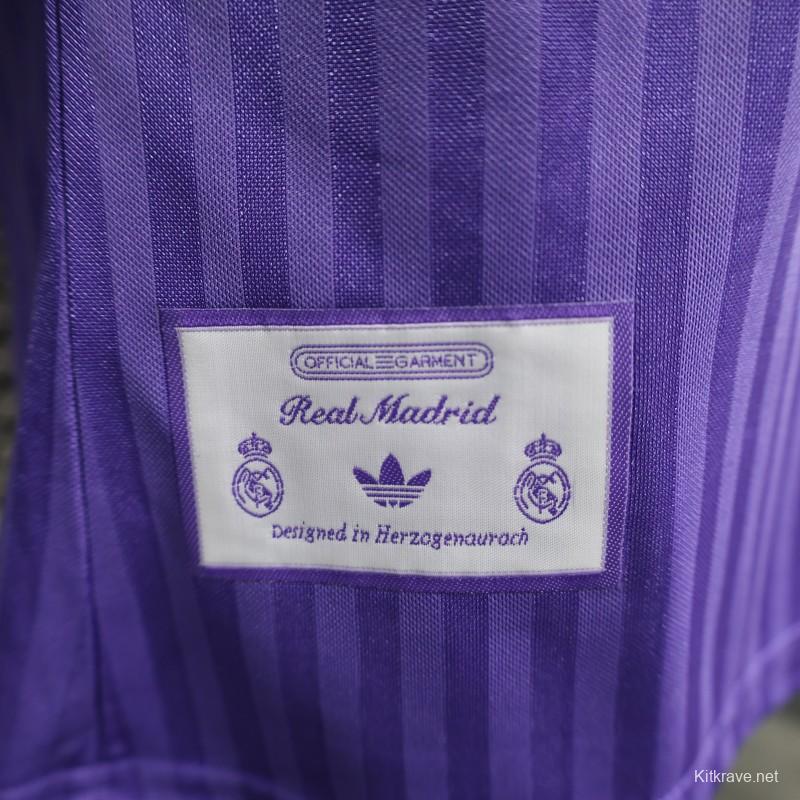 OFFICIAL GARMENT
Real Madrid
Designed in Herzogenaurach
Kitkrave.net